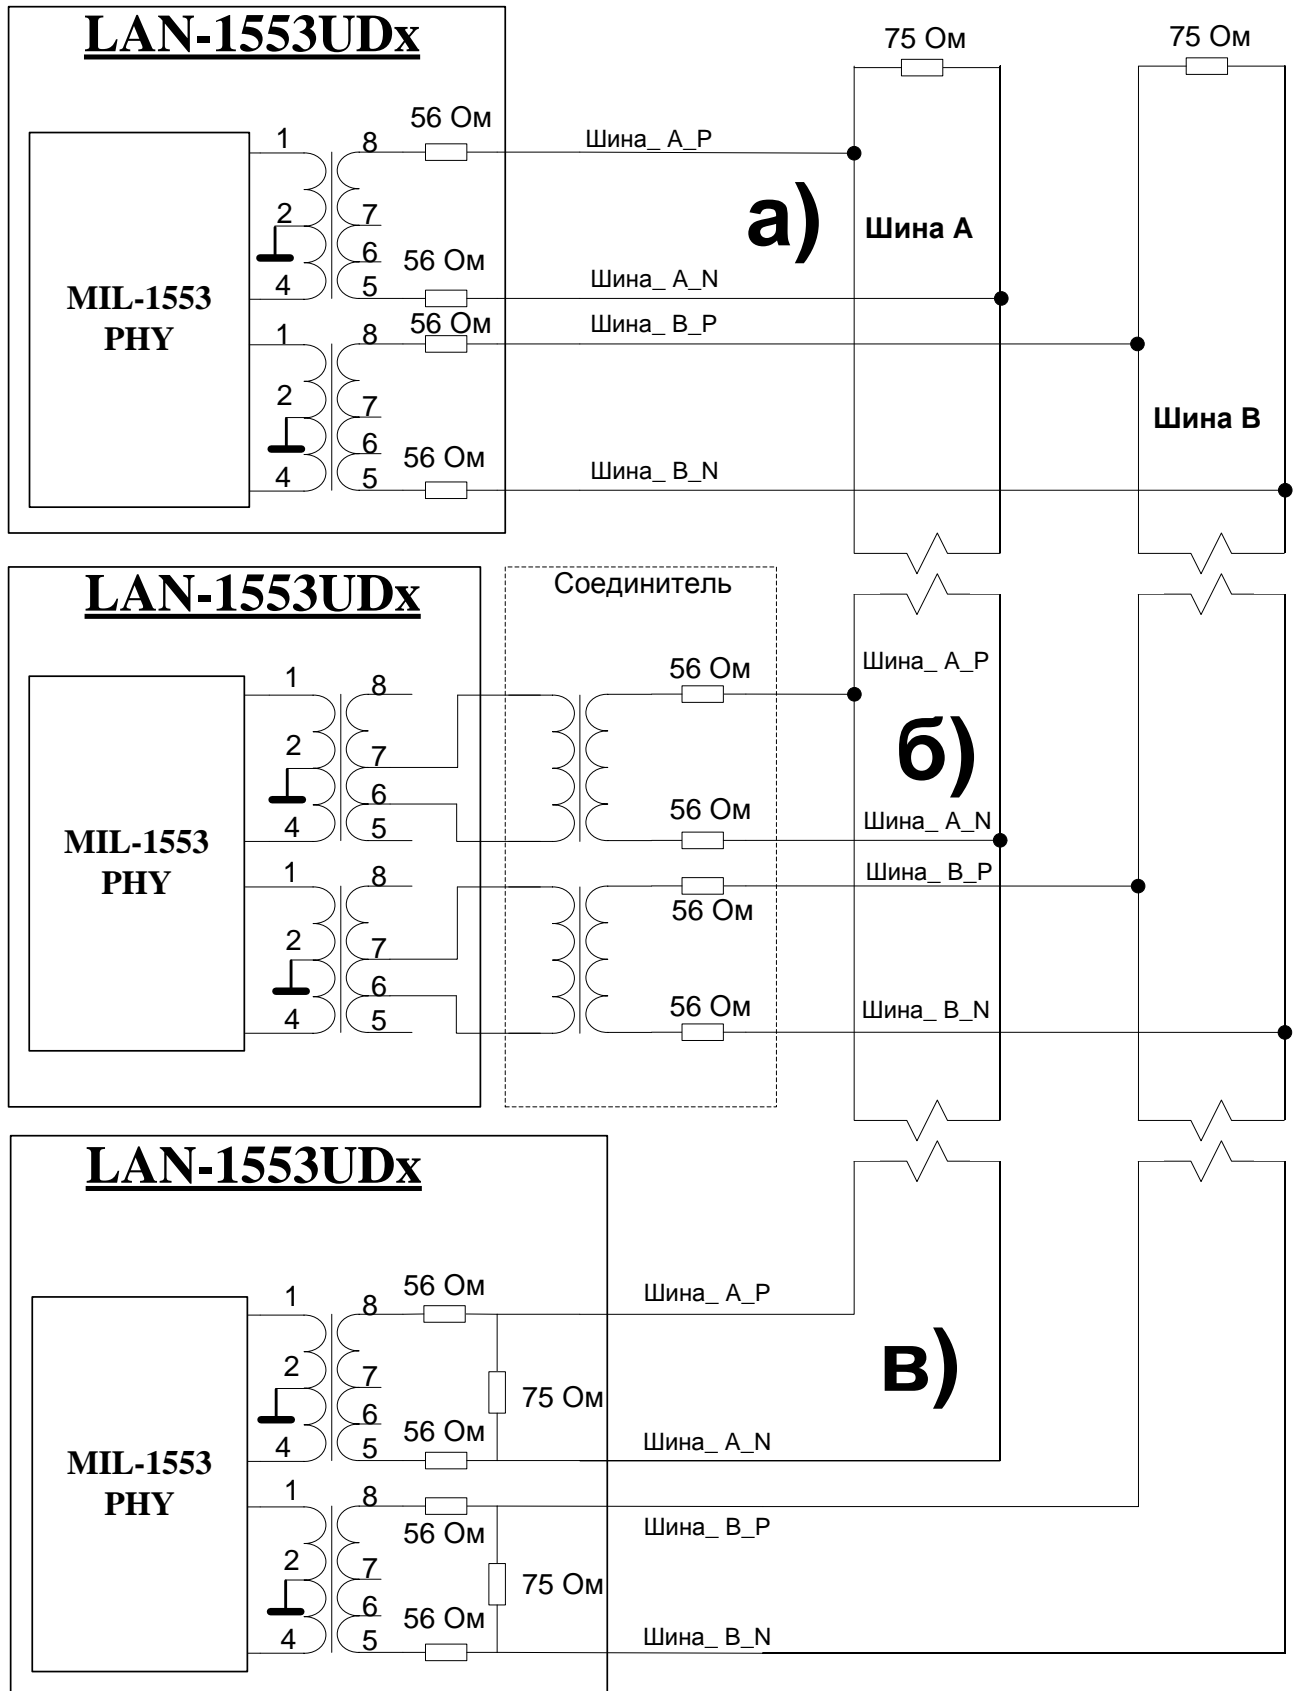 LAN-1553UDx
75 Ом
75 Ом
56 Ом
1
8
Шина_ A_P
2
7
а)
Шина А
6
56 Ом
4
5
Шина_ A_N
MIL-1553
PHY
1
8
56 Ом
Шина_ B_P
2
7
Шина В
6
56 Ом
4
5
Шина_ B_N
LAN-1553UDx
Соединитель
1
8
56 Ом
Шина_ A_P
2
7
б)
6
4
5
56 Ом
Шина_ A_N
MIL-1553
PHY
1
8
56 Ом
Шина_ B_P
2
7
6
4
5
56 Ом
Шина_ B_N
LAN-1553UDx
1
8
56 Ом
Шина_ A_P
2
7
75 Ом
в)
6
4
5
56 Ом
Шина_ A_N
MIL-1553
PHY
1
8
56 Ом
Шина_ B_P
2
7
75 Ом
6
4
5
56 Ом
Шина_ B_N